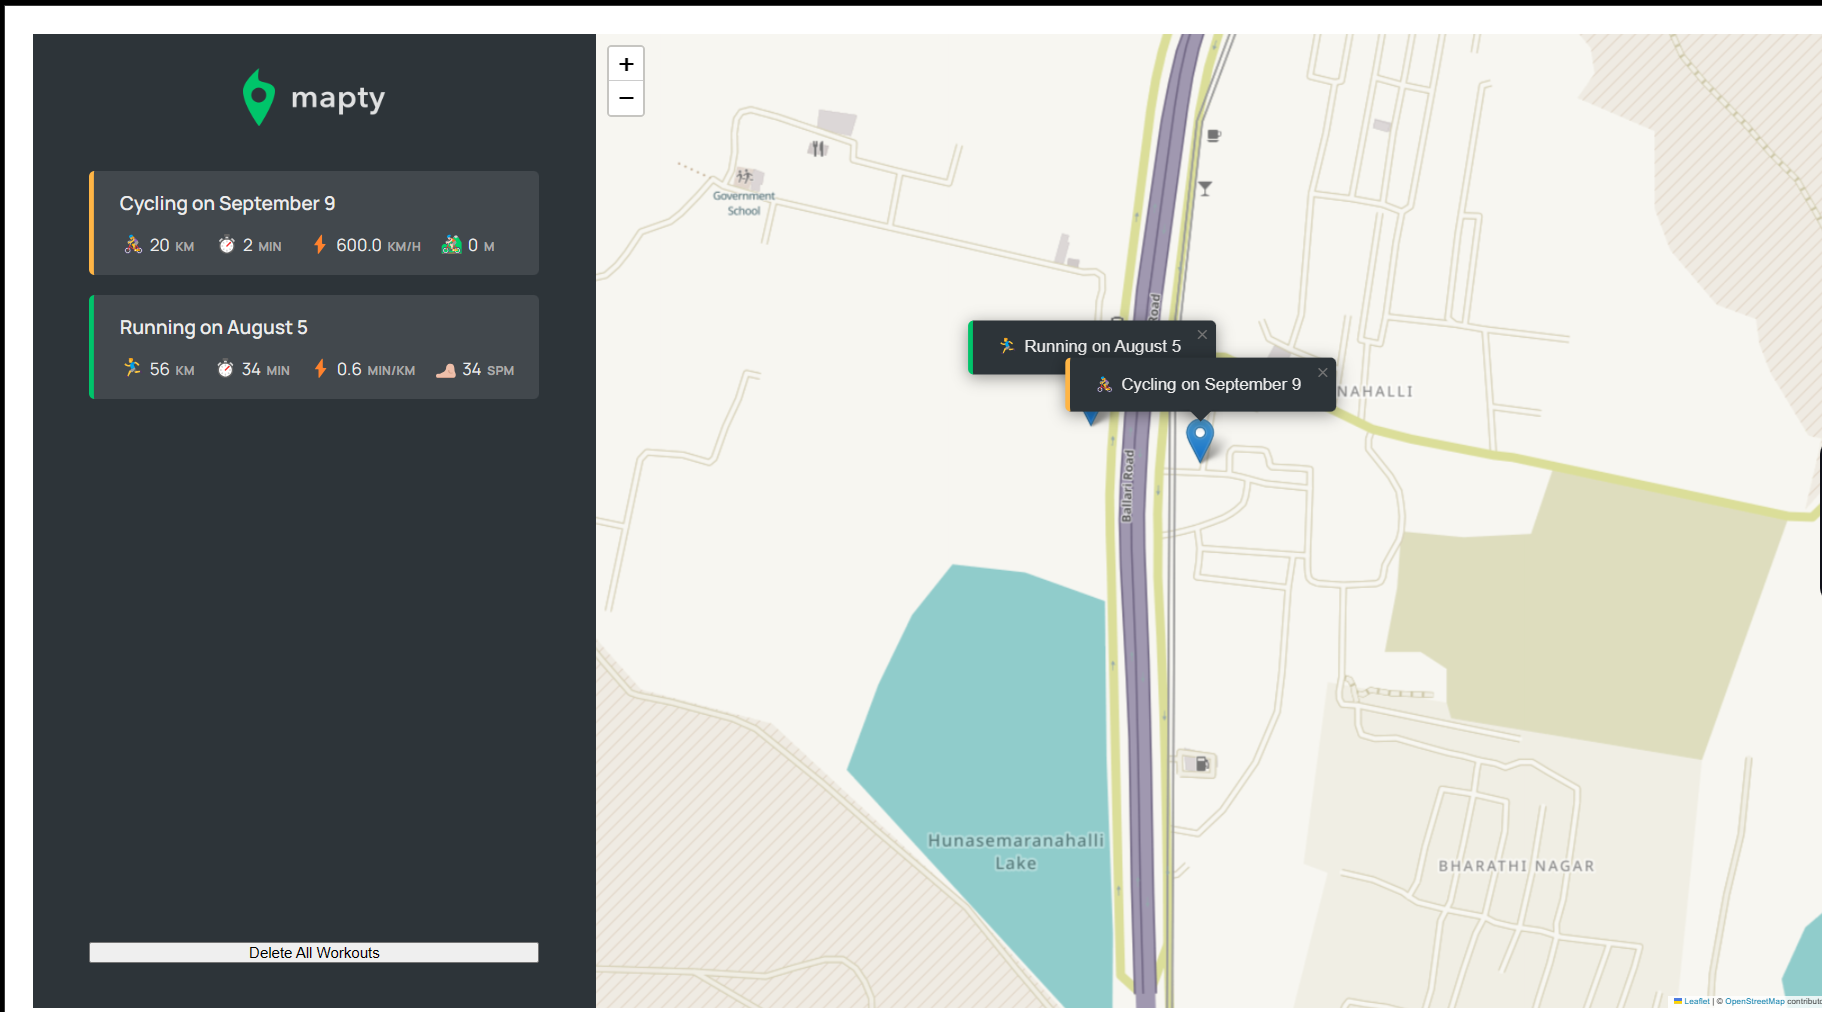 mapty
Cycling on September 9
20 KM 2 MIN 600.0 KM/H 0 M
Running on August 5
56 KM 34 MIN 0.6 MIN/KM 34 SPM
Delete All Workouts
+
−
Government
School
Road
Running on August 5 ×
Cycling on September 9 ×
NAHALLI
Ballari Road
Hunasemaranahalli
Lake
BHARATHI NAGAR
Leaflet | © OpenStreetMap contributo